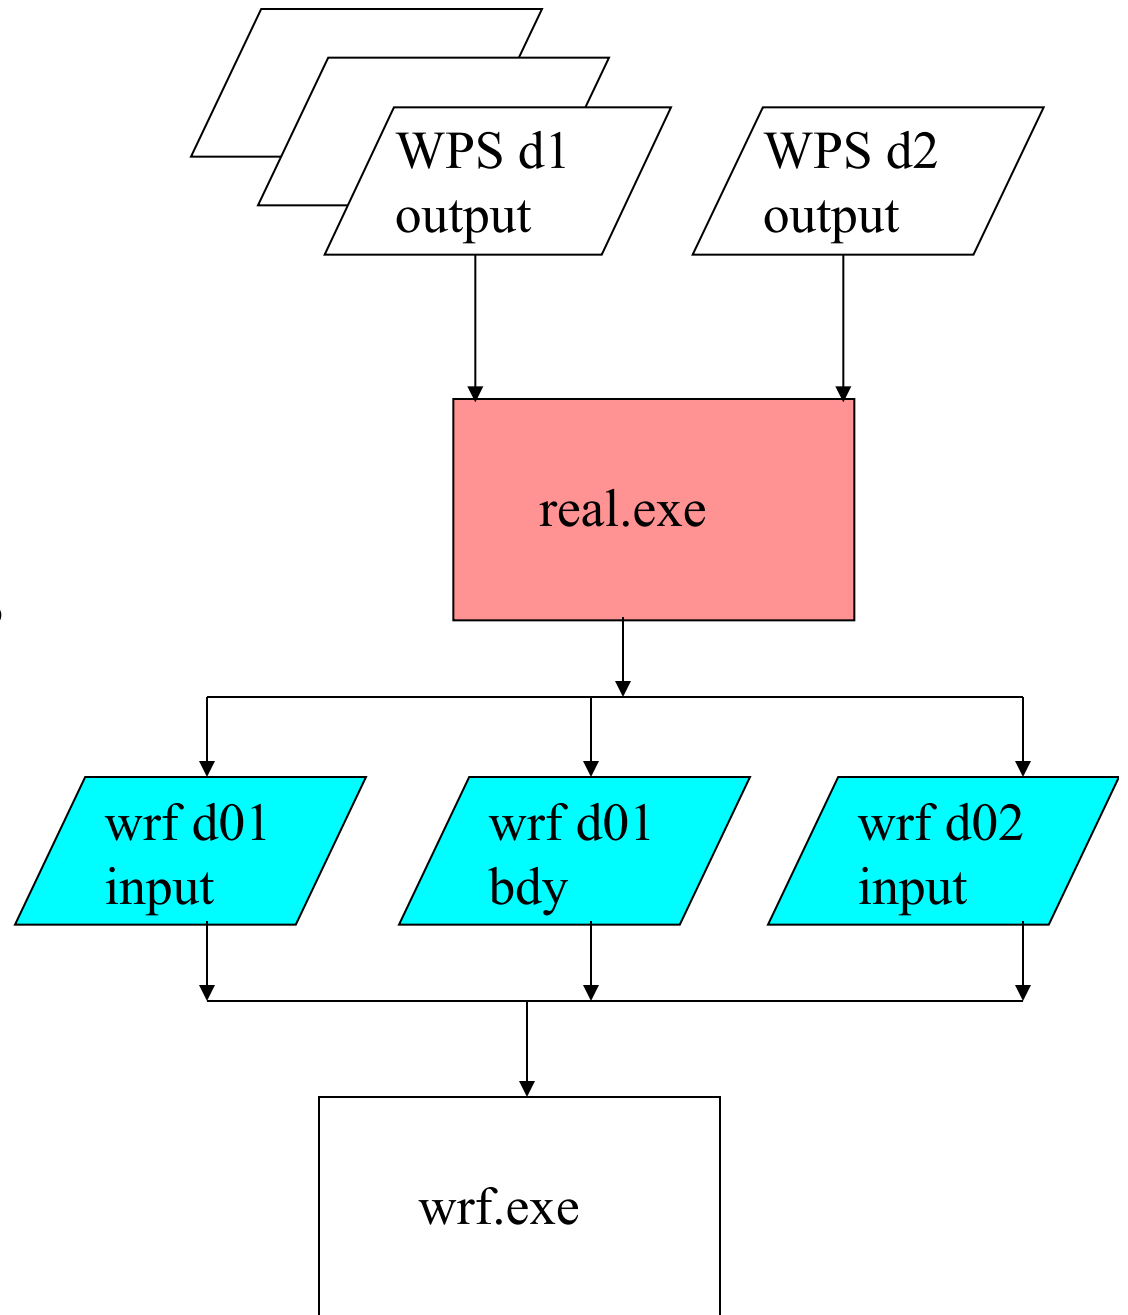 WPS d1
output
WPS d2
output
real.exe
wrf d01
input
wrf d01
bdy
wrf d02
input
wrf.exe